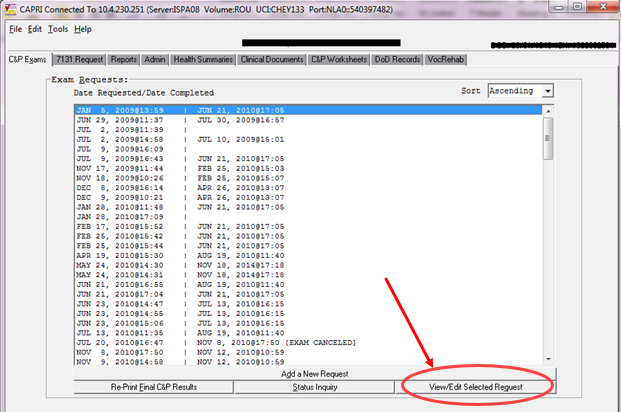 CAPRI Connected To 10.4.230.251 (Server:ISPA08 Volume:ROU UCI:CHEY133 Port:NLA0=540397482)
File Edit Tools Help
C&P Exams 7131 Request Reports Admin Health Summaries Clinical Documents C&P Worksheets DoD Records VocRehab
Exam Requests:
Date Requested/Date Completed Sort Ascending
JAN 5, 2009@13:59 | JUN 21, 2010@17:05
JUN 29, 2009@11:37 | JUL 30, 2009@16:57
JUL 2, 2009@11:39 |
JUL 2, 2009@14:58 | JUL 10, 2009@15:01
JUL 9, 2009@16:09 |
JUL 9, 2009@16:43 | JUN 21, 2010@17:05
NOV 17, 2009@11:44 | FEB 25, 2010@15:03
NOV 18, 2009@16:26 | FEB 25, 2010@15:07
DEC 8, 2009@16:14 | APR 26, 2010@13:07
DEC 9, 2009@10:21 | APR 26, 2010@13:07
JAN 28, 2010@11:48 | JUN 21, 2010@17:05
JAN 28, 2010@17:09 |
FEB 17, 2010@15:52 | JUN 21, 2010@17:05
FEB 25, 2010@15:42 | JUN 21, 2010@17:05
FEB 25, 2010@15:44 | JUN 21, 2010@17:05
APR 19, 2010@15:30 | AUG 19, 2010@11:40
MAY 24, 2010@14:30 | NOV 18, 2014@17:18
MAY 24, 2010@14:31 | NOV 18, 2014@17:18
JUN 21, 2010@16:55 | AUG 19, 2010@11:40
JUN 21, 2010@17:04 | JUN 21, 2010@17:05
JUN 23, 2010@14:47 | JUL 13, 2010@16:15
JUN 23, 2010@14:55 | JUL 13, 2010@16:15
JUN 23, 2010@15:06 | JUL 13, 2010@16:15
JUL 13, 2010@11:35 | AUG 19, 2010@11:40
JUL 20, 2010@16:47 | NOV 8, 2010@17:50 [EXAM CANCELED]
NOV 8, 2010@17:50 | NOV 12, 2010@10:59
NOV 9, 2010@14:58 | NOV 12, 2010@10:59
Add a New Request
Re-Print Final C&P Results Status Inquiry View/Edit Selected Request